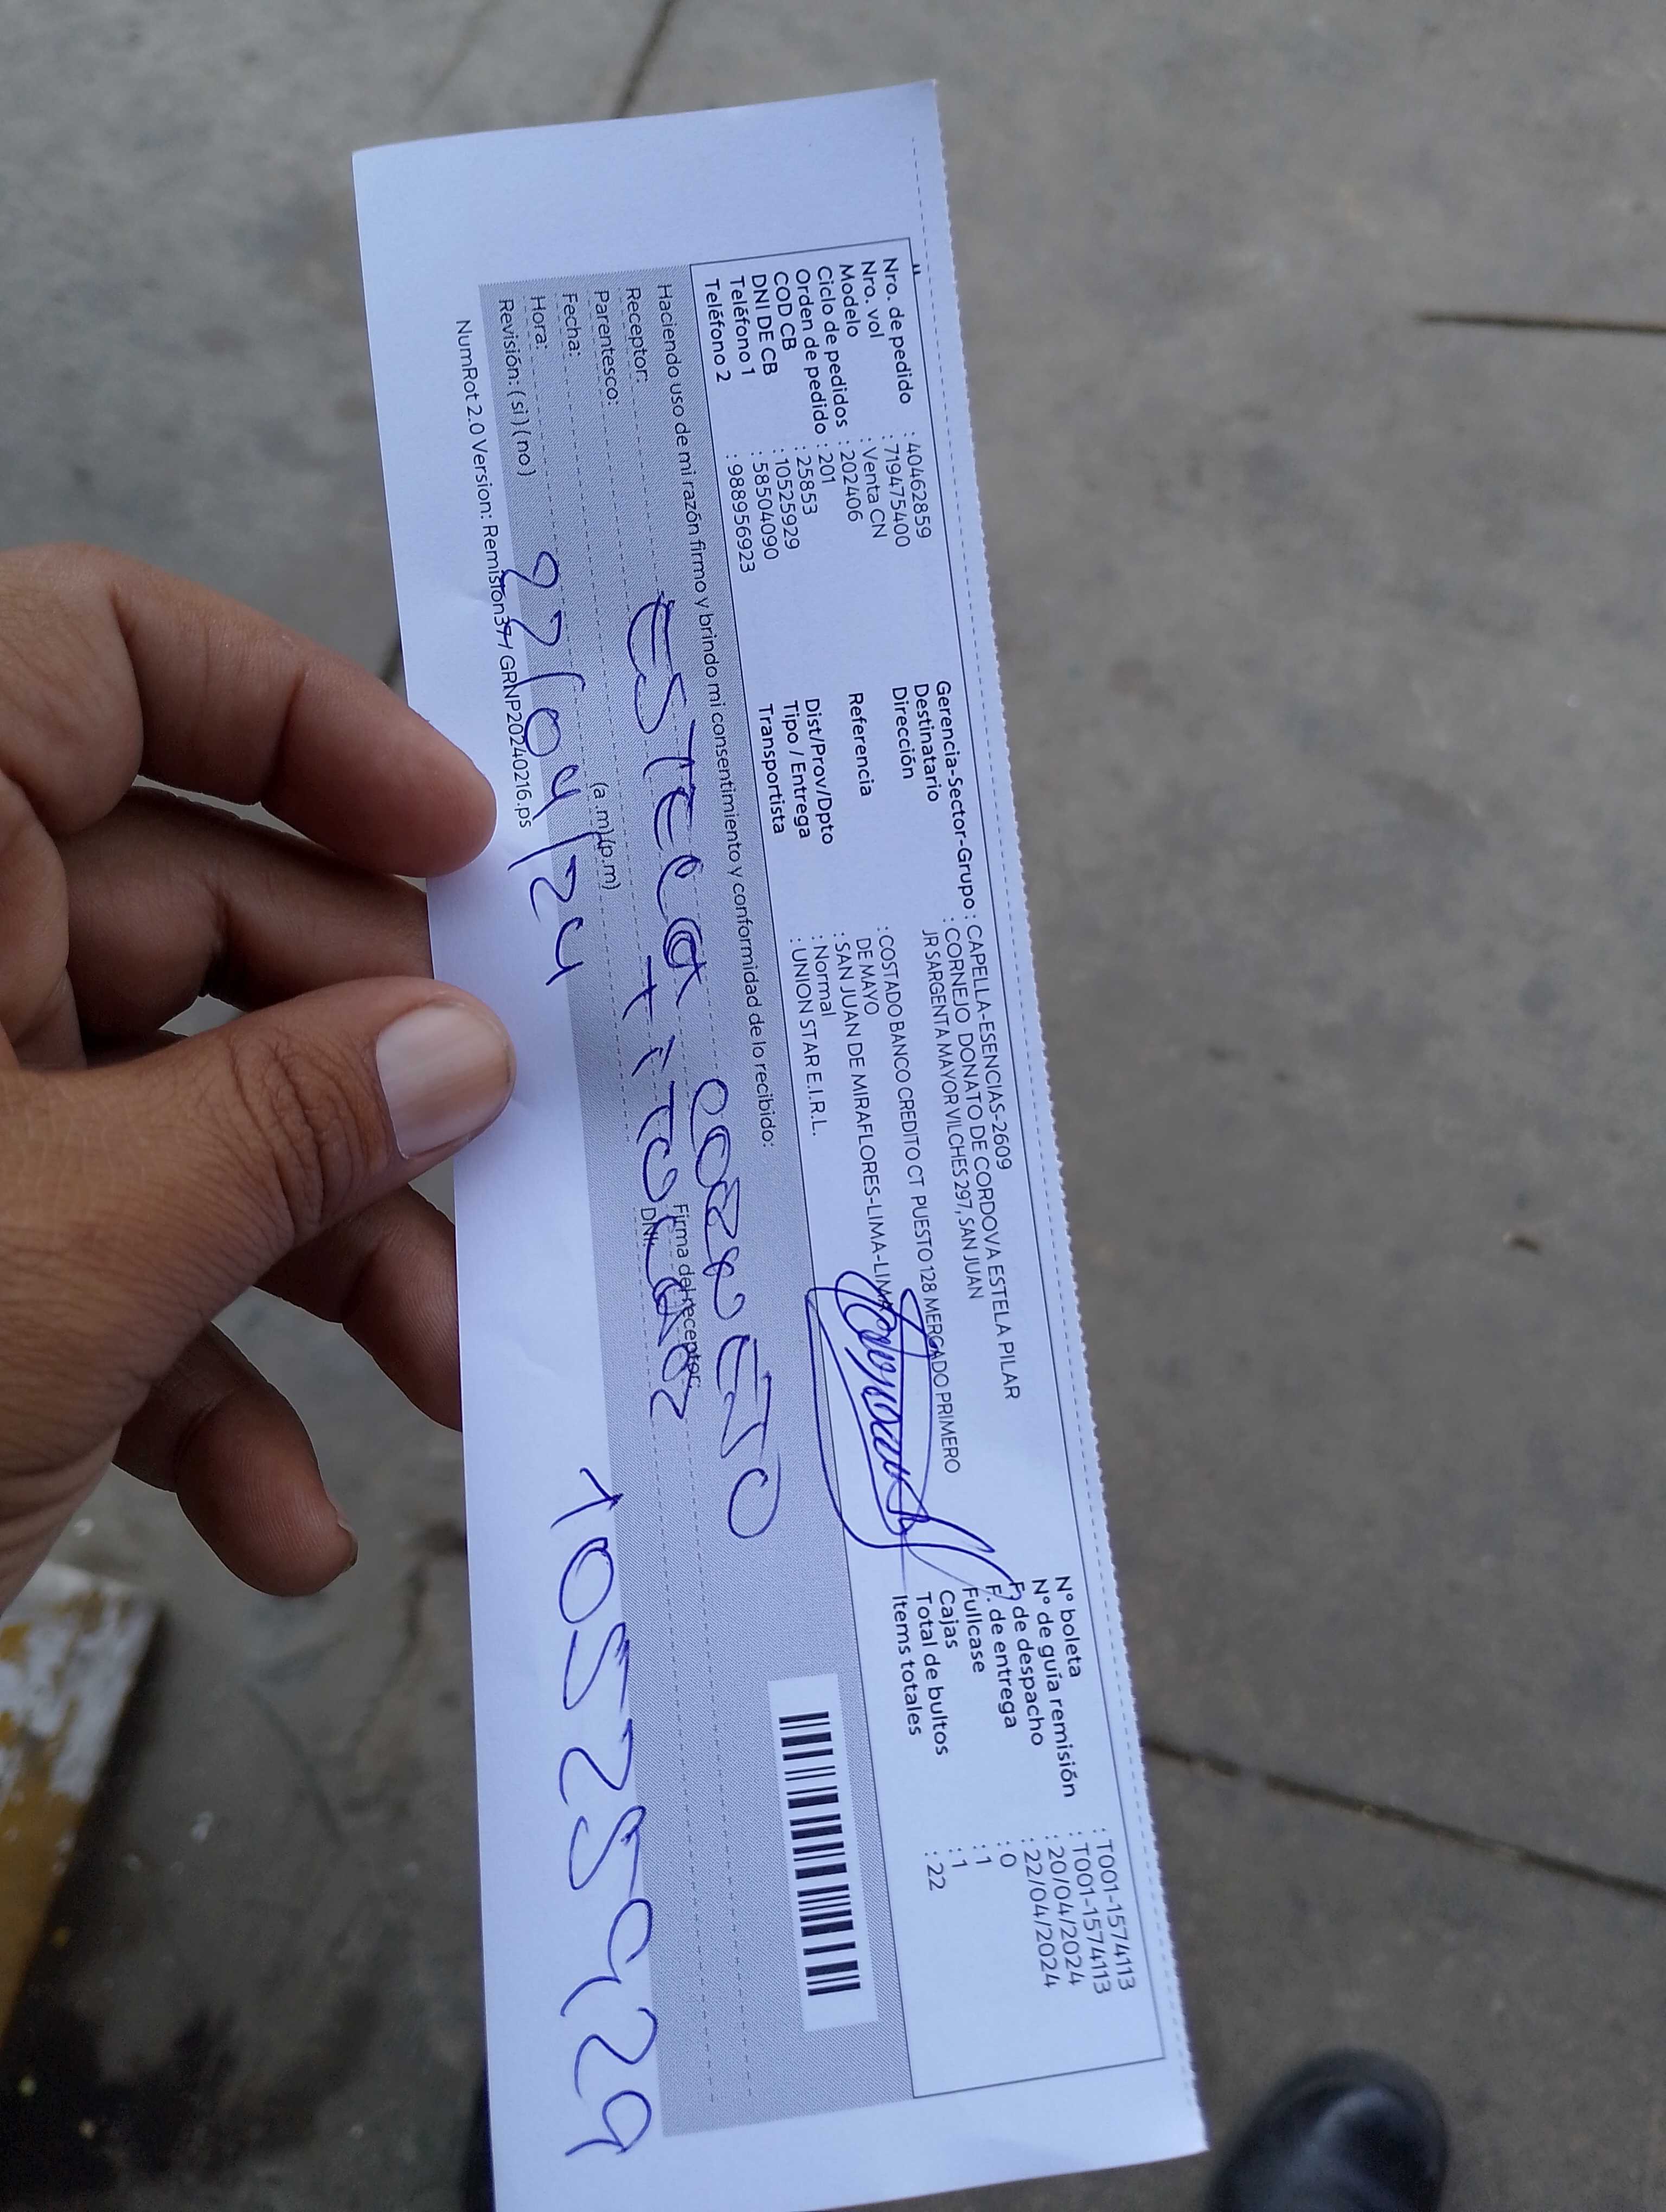 Nro. de pedido : 40462859
Nro. vol : 719475400
Modelo : Venta CN
Ciclo de pedidos : 202406
Orden de pedido : 201
COD CB : 25853
DNI DE CB : 10525929
Teléfono 1 : 58504090
Teléfono 2 : 988956923
Gerencia-Sector-Grupo : CAPELLA-ESENCIAS-2609
Destinatario : CORNEJO DONATO DE CORDOVA ESTELA PILAR
Dirección JR SARGENTA MAYOR VILCHES 297, SAN JUAN
Referencia : COSTADO BANCO CREDITO CT PUESTO 128 MERCADO PRIMERO
DE MAYO
Dist/Prov/Dpto : SAN JUAN DE MIRAFLORES-LIMA-LIMA
Tipo / Entrega : Normal
Transportista : UNION STAR E.I.R.L.
N° boleta : T001-1574113
N° de guía remisión : T001-1574113
F. de despacho : 20/04/2024
F. de entrega : 22/04/2024
Fullcase : 0
Cajas : 1
Total de bultos : 1
Items totales : 22
Haciendo uso de mi razón firmo y brindo mi consentimiento y conformidad de lo recibido:
Receptor: ESTELA CORNEJO
Parentesco: TITULAR
Firma del receptor:
Fecha: DNI:
Hora: (a.m)(p.m)
22/04/24 10525929
Revisión: (si)(no)
NumRot 2.0 Version: Remision397 GRNP20240216.ps